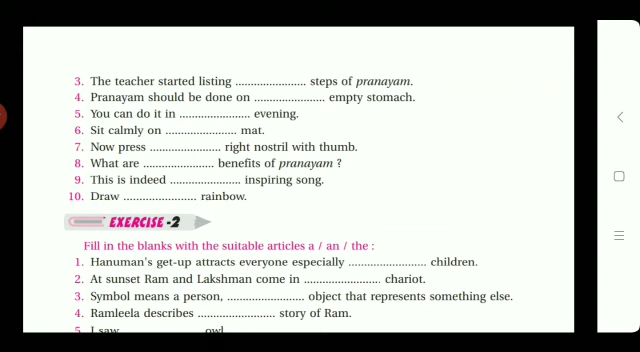 3. The teacher started listing ....................... steps of pranayam.
4. Pranayam should be done on ....................... empty stomach.
5. You can do it in ....................... evening.
6. Sit calmly on ....................... mat.
7. Now press ....................... right nostril with thumb.
8. What are ....................... benefits of pranayam ?
9. This is indeed ....................... inspiring song.
10. Draw ....................... rainbow.
EXERCISE-2
Fill in the blanks with the suitable articles a / an / the :
1. Hanuman's get-up attracts everyone especially ......................... children.
2. At sunset Ram and Lakshman come in ......................... chariot.
3. Symbol means a person, ......................... object that represents something else.
4. Ramleela describes ......................... story of Ram.
5. I saw ......................... owl